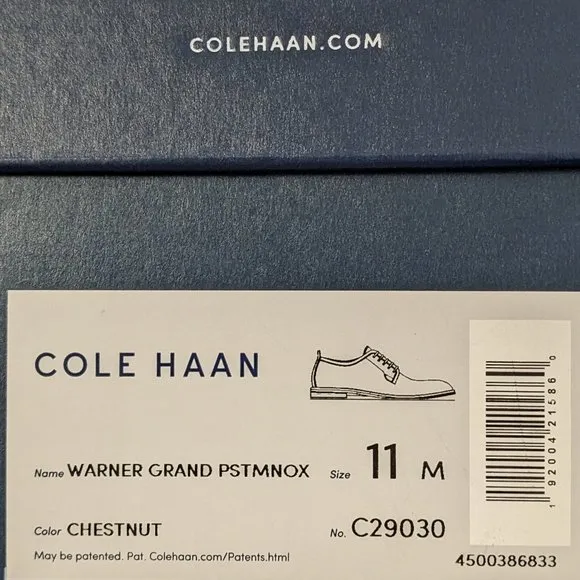 COLEHAAN.COM
COLE HAAN
Name WARNER GRAND PSTMNOX Size 11 M
Color CHESTNUT No. C29030
May be patented. Pat. Colehaan.com/Patents.html
1 92004 21586 0
4500386833